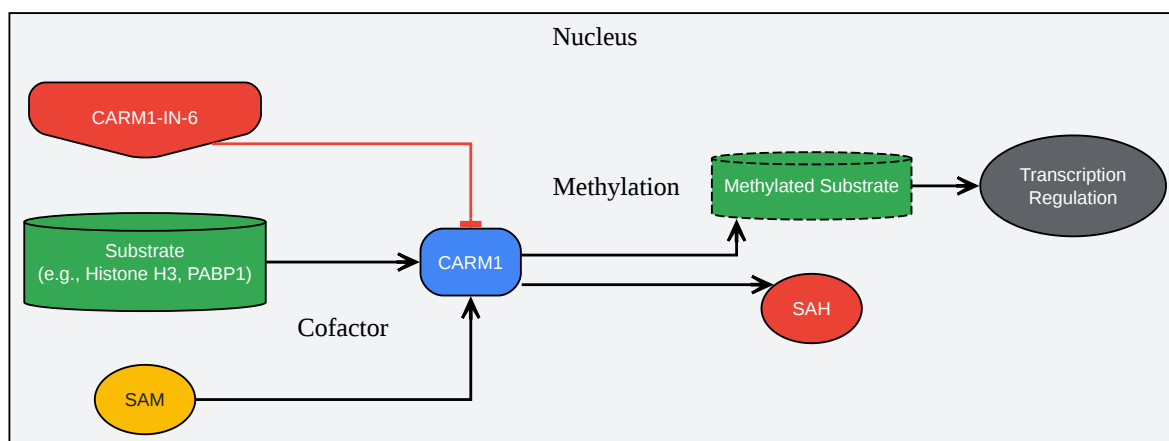 Nucleus
CARM1-IN-6
Methylation
Methylated Substrate
Transcription
Regulation
Substrate
(e.g., Histone H3, PABP1)
CARM1
Cofactor
SAH
SAM